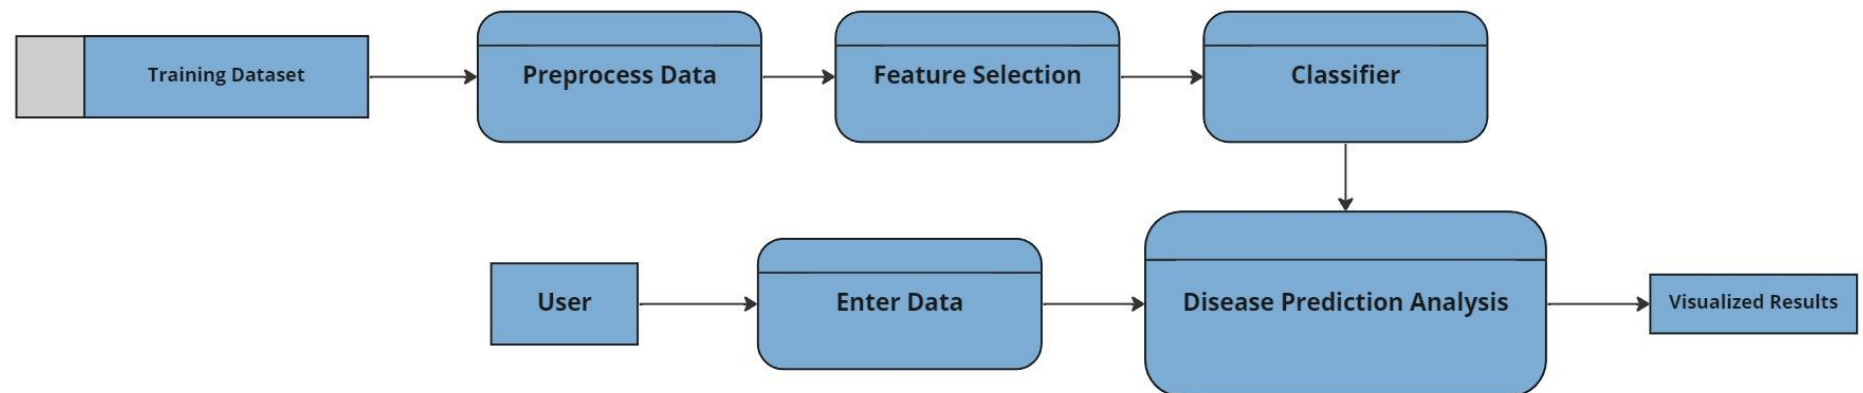 Training Dataset
Preprocess Data
Feature Selection
Classifier
User
Enter Data
Disease Prediction Analysis
Visualized Results